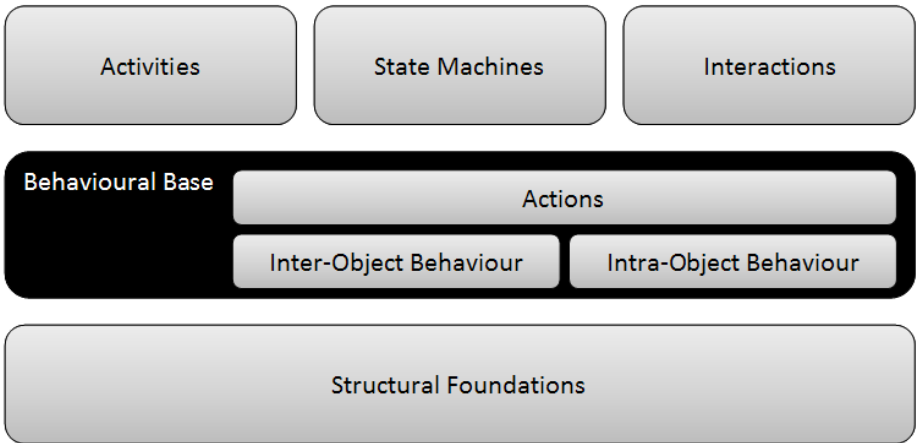 Activities
State Machines
Interactions
Behavioural Base
Actions
Inter-Object Behaviour
Intra-Object Behaviour
Structural Foundations